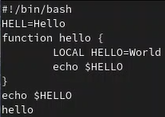 #!/bin/bash
HELL=Hello
function hello {
        LOCAL HELLO=World
        echo $HELLO
}
echo $HELLO
hello